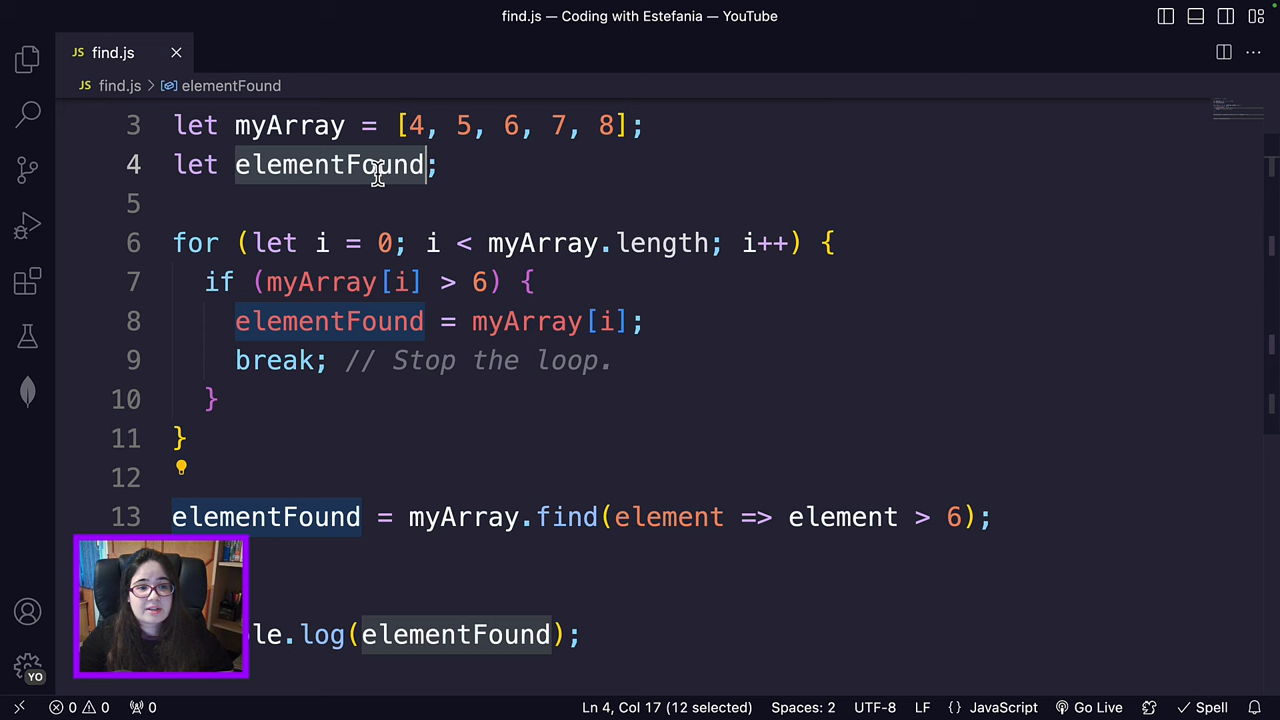 find.js — Coding with Estefania — YouTube
JS find.js
JS find.js > elementFound
3 let myArray = [4, 5, 6, 7, 8];
4 let elementFound;
5
6 for (let i = 0; i < myArray.length; i++) {
7 if (myArray[i] > 6) {
8 elementFound = myArray[i];
9 break; // Stop the loop.
10 }
11 }
12
13 elementFound = myArray.find(element => element > 6);
le.log(elementFound);
YO
0 0 0 Ln 4, Col 17 (12 selected) Spaces: 2 UTF-8 LF {} JavaScript Go Live Spell